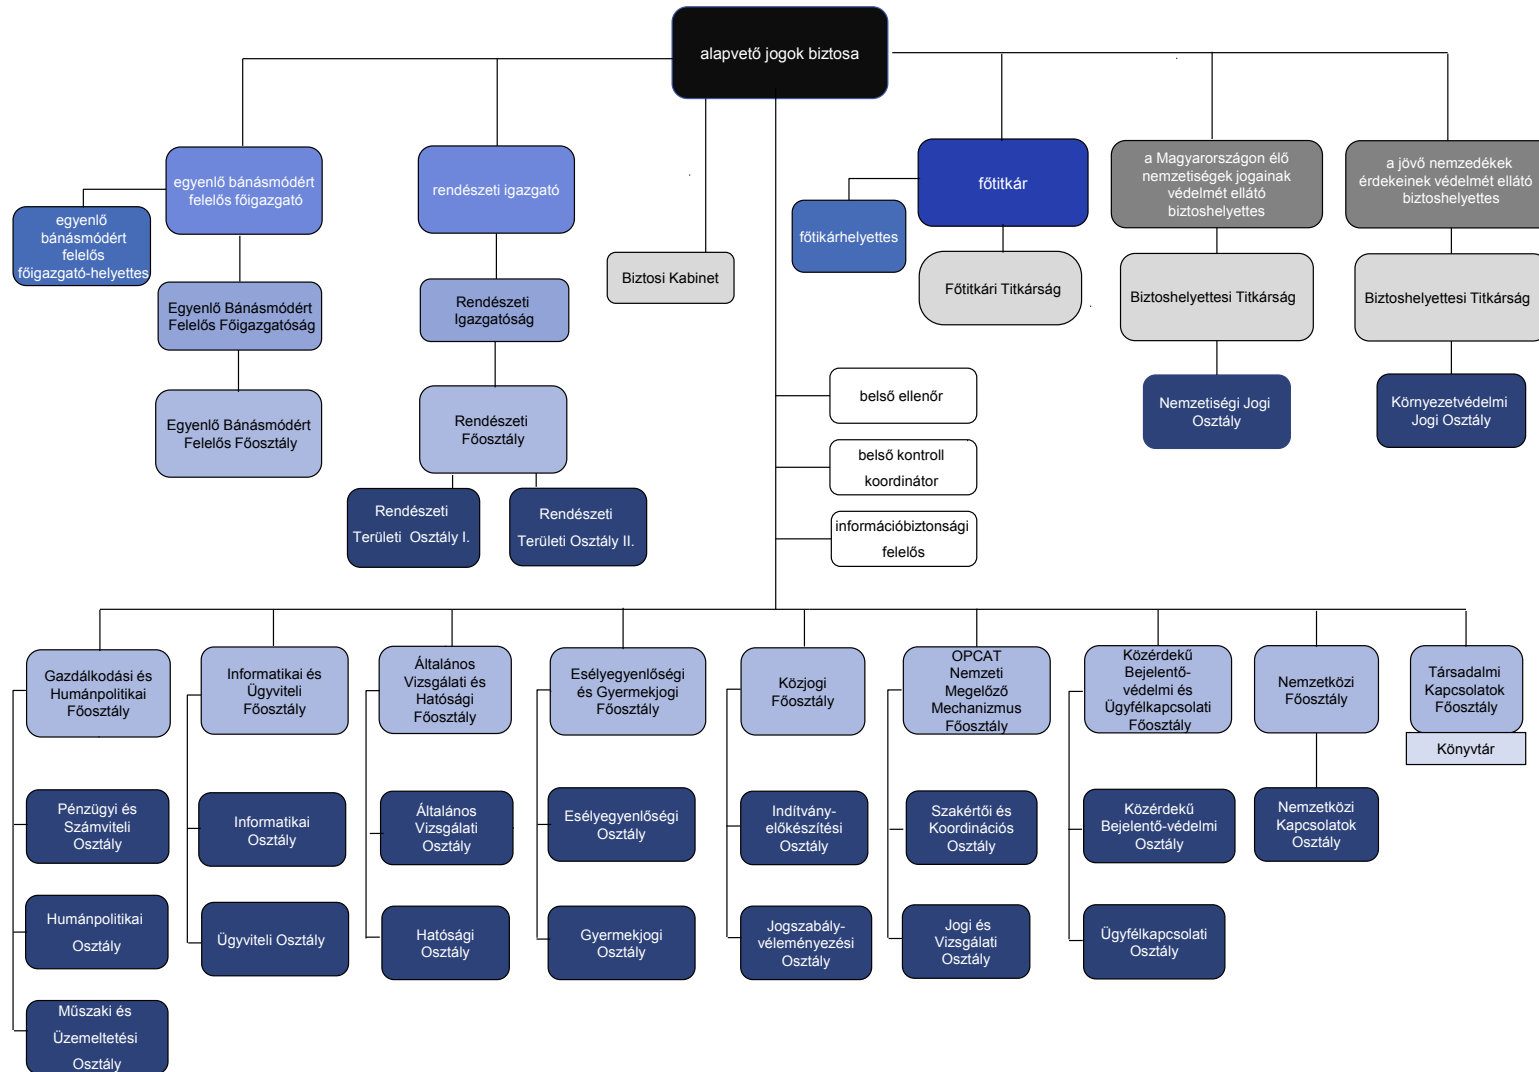 alapvető jogok biztosa
egyenlő bánásmódért
felelős főigazgató
egyenlő
bánásmódért
felelős
főigazgató-helyettes
Egyenlő Bánásmódért
Felelős Főigazgatóság
Egyenlő Bánásmódért
Felelős Főosztály
rendészeti igazgató
Rendészeti
Igazgatóság
Rendészeti
Főosztály
Rendészeti
Területi Osztály I.
Rendészeti
Területi Osztály II.
Biztosi Kabinet
főtitkár
főtikárhelyettes
Főtitkári Titkárság
a Magyarországon élő
nemzetiségek jogainak
védelmét ellátó
biztoshelyettes
Biztoshelyettesi Titkárság
Nemzetiségi Jogi
Osztály
a jövő nemzedékek
érdekeinek védelmét ellátó
biztoshelyettes
Biztoshelyettesi Titkárság
Környezetvédelmi
Jogi Osztály
belső ellenőr
belső kontroll
koordinátor
információbiztonsági
felelős
Gazdálkodási és
Humánpolitikai
Főosztály
Pénzügyi és
Számviteli
Osztály
Humánpolitikai
Osztály
Műszaki és
Üzemeltetési
Osztály
Informatikai és
Ügyviteli
Főosztály
Informatikai
Osztály
Ügyviteli Osztály
Általános
Vizsgálati és
Hatósági
Főosztály
Általános
Vizsgálati
Osztály
Hatósági
Osztály
Esélyegyenlőségi
és Gyermekjogi
Főosztály
Esélyegyenlőségi
Osztály
Gyermekjogi
Osztály
Közjogi
Főosztály
Indítvány-
előkészítési
Osztály
Jogszabály-
véleményezési
Osztály
OPCAT
Nemzeti
Megelőző
Mechanizmus
Főosztály
Szakértői és
Koordinációs
Osztály
Jogi és
Vizsgálati
Osztály
Közérdekű
Bejelentő-
védelmi és
Ügyfélkapcsolati
Főosztály
Közérdekű
Bejelentő-védelmi
Osztály
Ügyfélkapcsolati
Osztály
Nemzetközi
Főosztály
Nemzetközi
Kapcsolatok
Osztály
Társadalmi
Kapcsolatok
Főosztály
Könyvtár